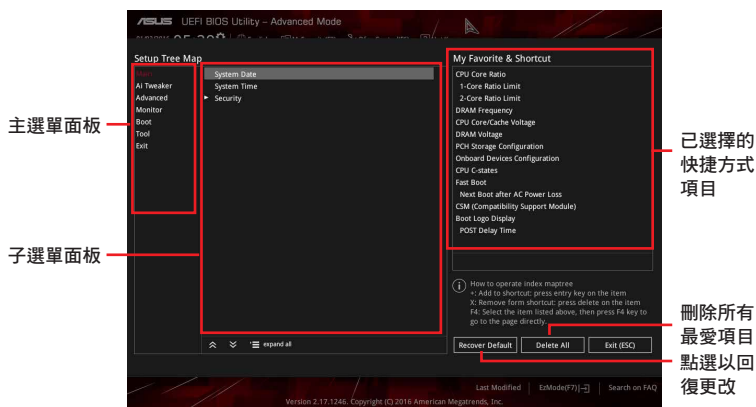 ASUS UEFI BIOS Utility – Advanced Mode
Setup Tree Map
Main
Ai Tweaker
Advanced
Monitor
Boot
Tool
Exit
System Date
System Time
Security
expand all
My Favorite & Shortcut
CPU Core Ratio
1-Core Ratio Limit
2-Core Ratio Limit
DRAM Frequency
CPU Core/Cache Voltage
DRAM Voltage
PCH Storage Configuration
Onboard Devices Configuration
CPU C-states
Fast Boot
Next Boot after AC Power Loss
CSM (Compatibility Support Module)
Boot Logo Display
POST Delay Time
How to operate index maptree
+: Add to shortcut: press entry key on the item
X: Remove form shortcut: press delete on the item
F4: Select the item listed above, then press F4 key to
go to the page directly.
Recover Default
Delete All
Exit (ESC)
Last Modified
EzMode(F7)
Search on FAQ
Version 2.17.1246. Copyright (C) 2016 American Megatrends, Inc.
主選單面板
子選單面板
已選擇的
快捷方式
項目
刪除所有
最愛項目
點選以回
復更改